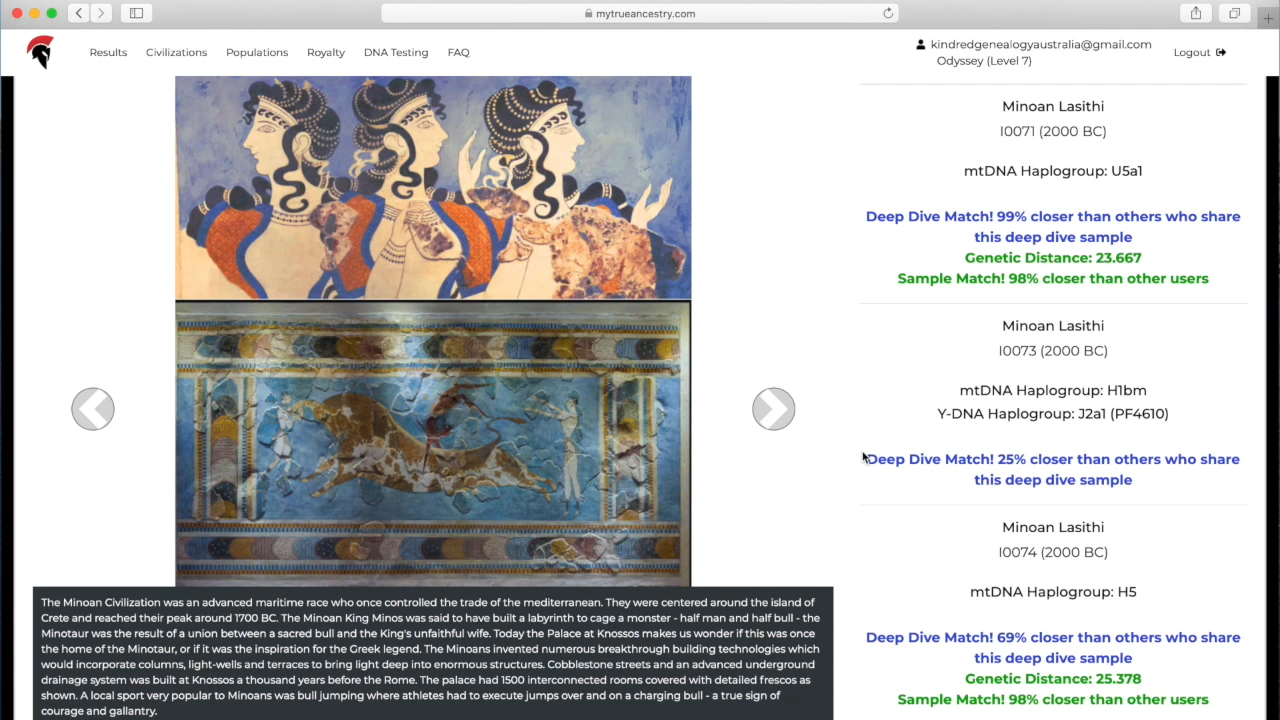 mytrueancestry.com
Results
Civilizations
Populations
Royalty
DNA Testing
FAQ
kindredgenealogyaustralia@gmail.com
Odyssey (Level 7)
Logout
The Minoan Civilization was an advanced maritime race who once controlled the trade of the mediterranean. They were centered around the island of
Crete and reached their peak around 1700 BC. The Minoan King Minos was said to have built a labyrinth to cage a monster - half man and half bull - the
Minotaur was the result of a union between a sacred bull and the King's unfaithful wife. Today the Palace at Knossos makes us wonder if this was once
the home of the Minotaur, or if it was the inspiration for the Greek legend. The Minoans invented numerous breakthrough building technologies which
would incorporate columns, light-wells and terraces to bring light deep into enormous structures. Cobblestone streets and an advanced underground
drainage system was built at Knossos a thousand years before the Rome. The palace had 1500 interconnected rooms covered with detailed frescos as
shown. A local sport very popular to Minoans was bull jumping where athletes had to execute jumps over and on a charging bull - a true sign of
courage and gallantry.
Minoan Lasithi
I0071 (2000 BC)
mtDNA Haplogroup: U5a1
Deep Dive Match! 99% closer than others who share
this deep dive sample
Genetic Distance: 23.667
Sample Match! 98% closer than other users
Minoan Lasithi
I0073 (2000 BC)
mtDNA Haplogroup: H1bm
Y-DNA Haplogroup: J2a1 (PF4610)
Deep Dive Match! 25% closer than others who share
this deep dive sample
Minoan Lasithi
I0074 (2000 BC)
mtDNA Haplogroup: H5
Deep Dive Match! 69% closer than others who share
this deep dive sample
Genetic Distance: 25.378
Sample Match! 98% closer than other users